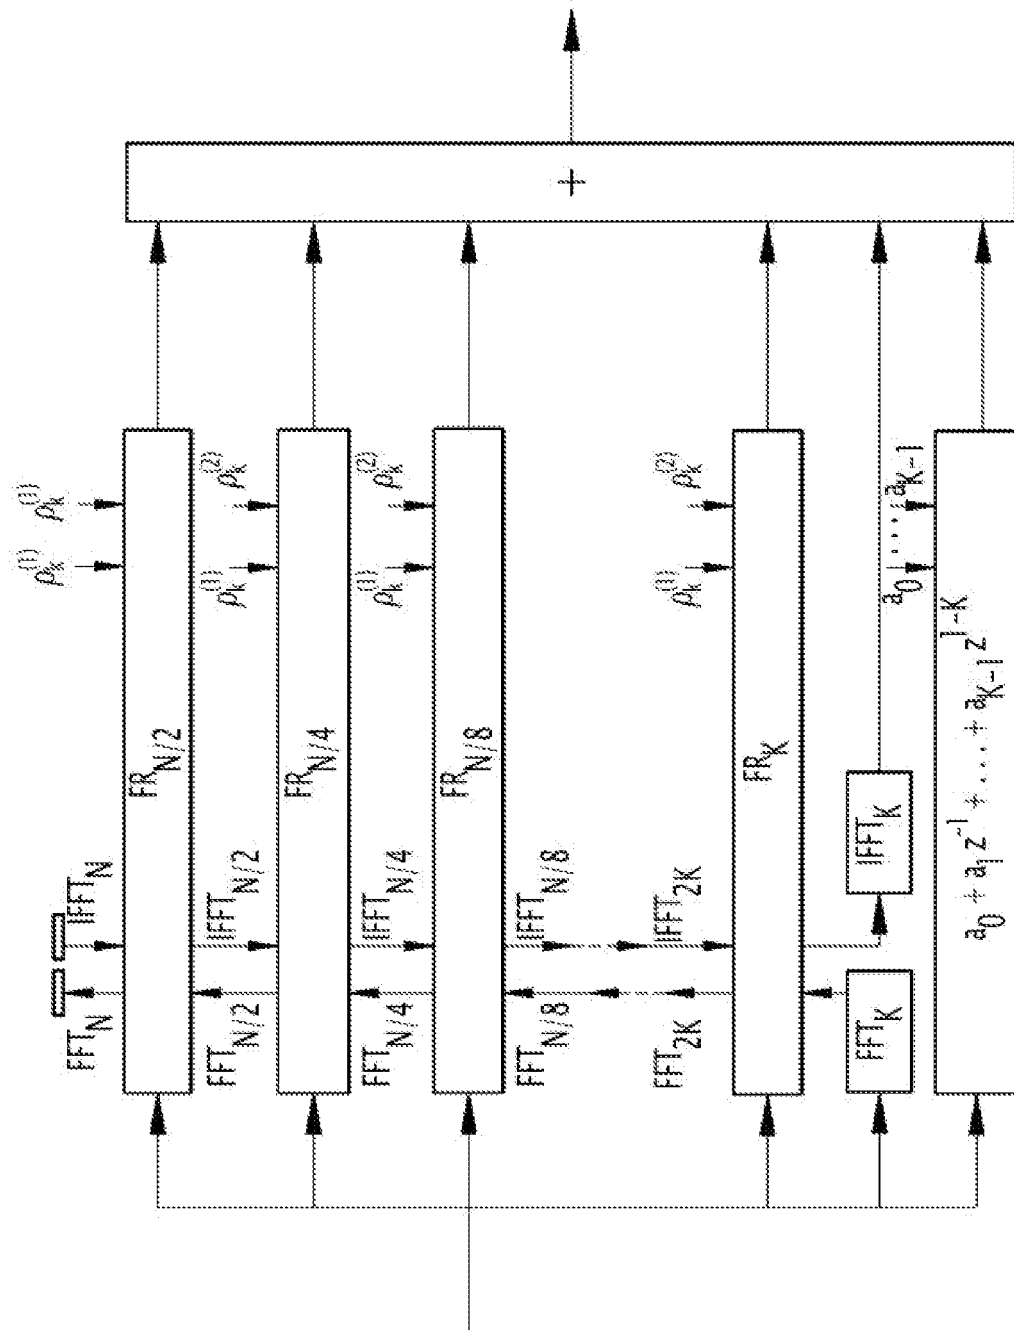 +
ρ_k^(1) ρ_k^(1)
FR_N/2
FFT_N IFFT_N
ρ_k^(1) ρ_k^(2)
FR_N/4
FFT_N/2 IFFT_N/2
ρ_k^(1) ρ_k^(2)
FR_N/8
FFT_N/4 IFFT_N/4
FFT_N/8 IFFT_N/8
ρ_k^(1) ρ_k^(2)
FR_K
FFT_2K IFFT_2K
FFT_K IFFT_K
a_0 .... a_K-1
a_0 + a_1 z^-1 + .... + a_K-1 z^1-K